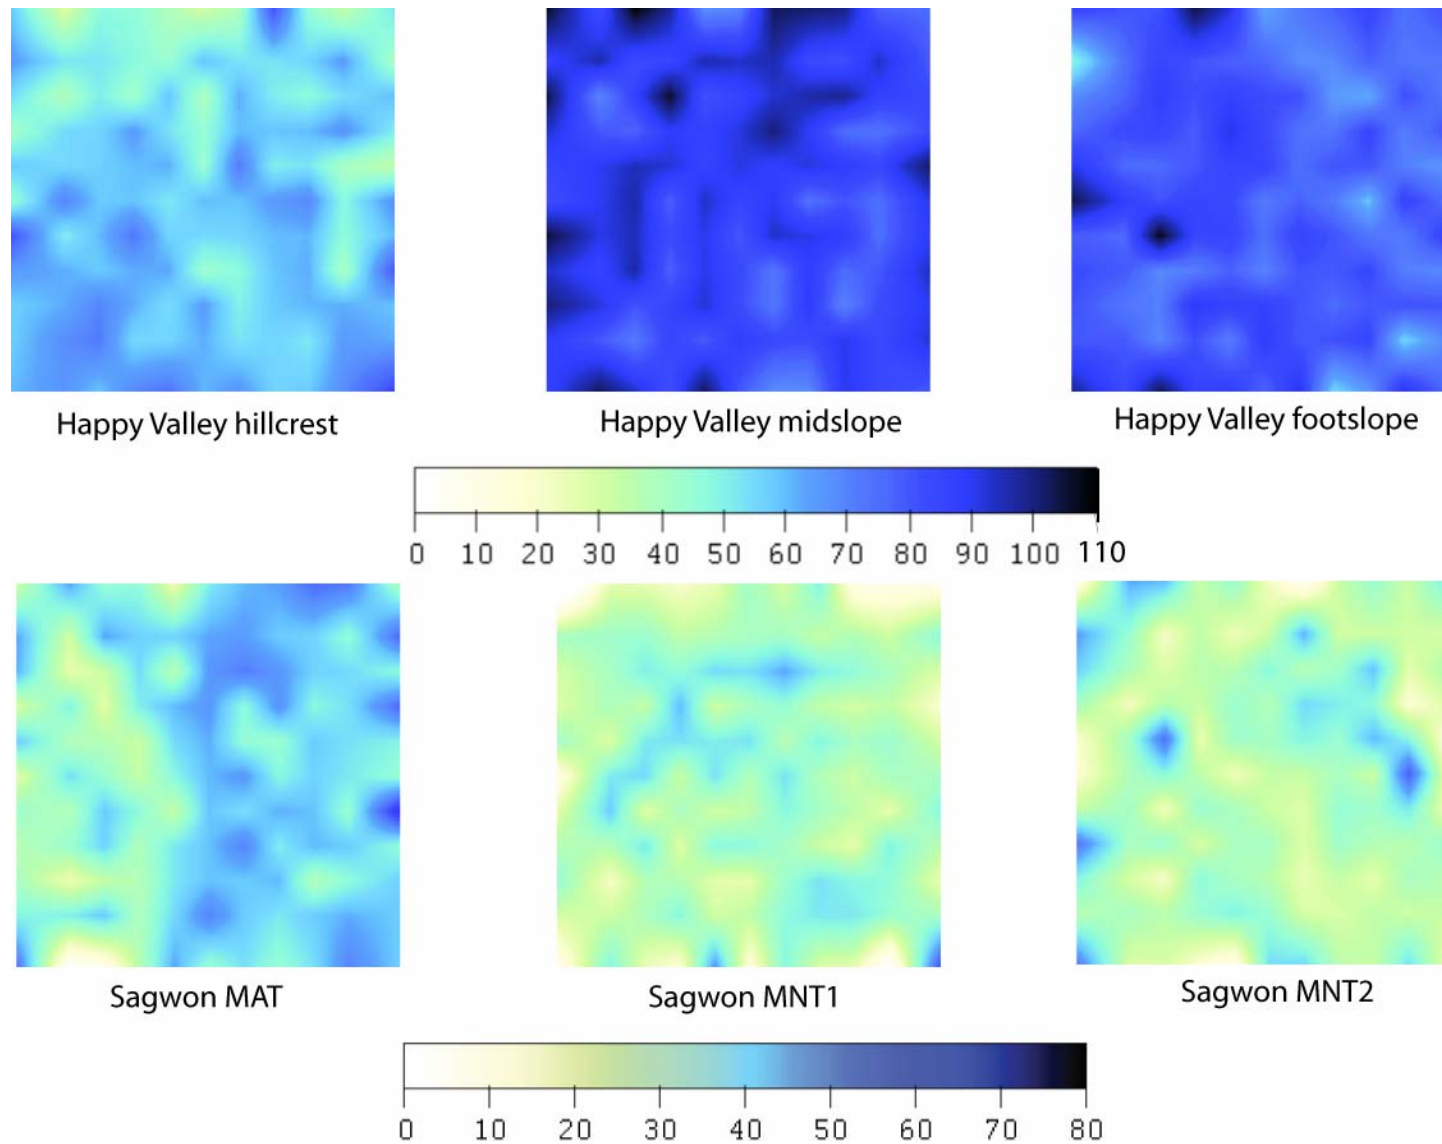 Happy Valley hillcrest
Happy Valley midslope
Happy Valley footslope
0 10 20 30 40 50 60 70 80 90 100 110
Sagwon MAT
Sagwon MNT1
Sagwon MNT2
0 10 20 30 40 50 60 70 80